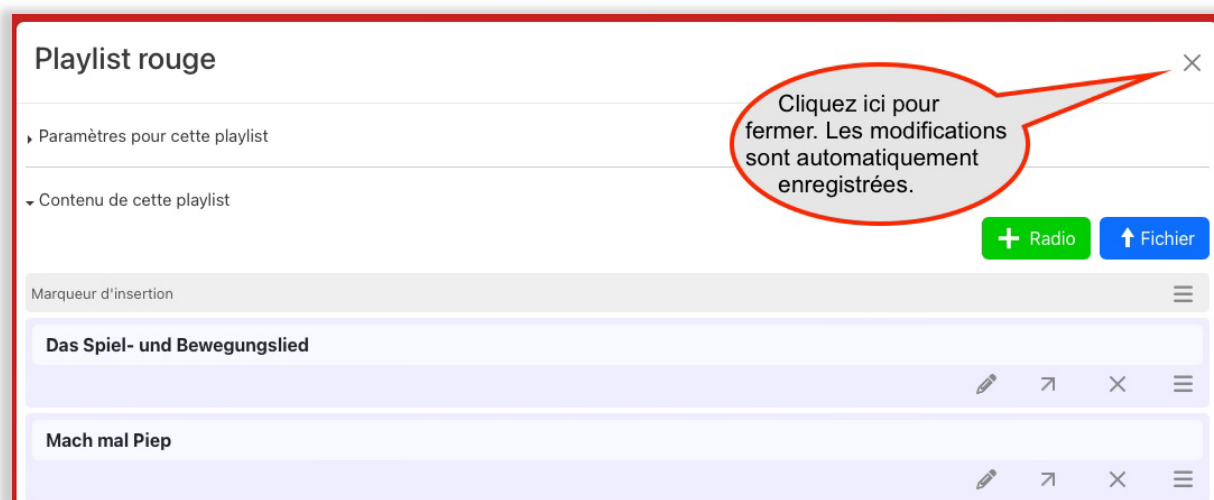 Playlist rouge
Cliquez ici pour
fermer. Les modifications
sont automatiquement
enregistrées.
Paramètres pour cette playlist
Contenu de cette playlist
Radio
Fichier
Marqueur d'insertion
Das Spiel- und Bewegungslied
Mach mal Piep